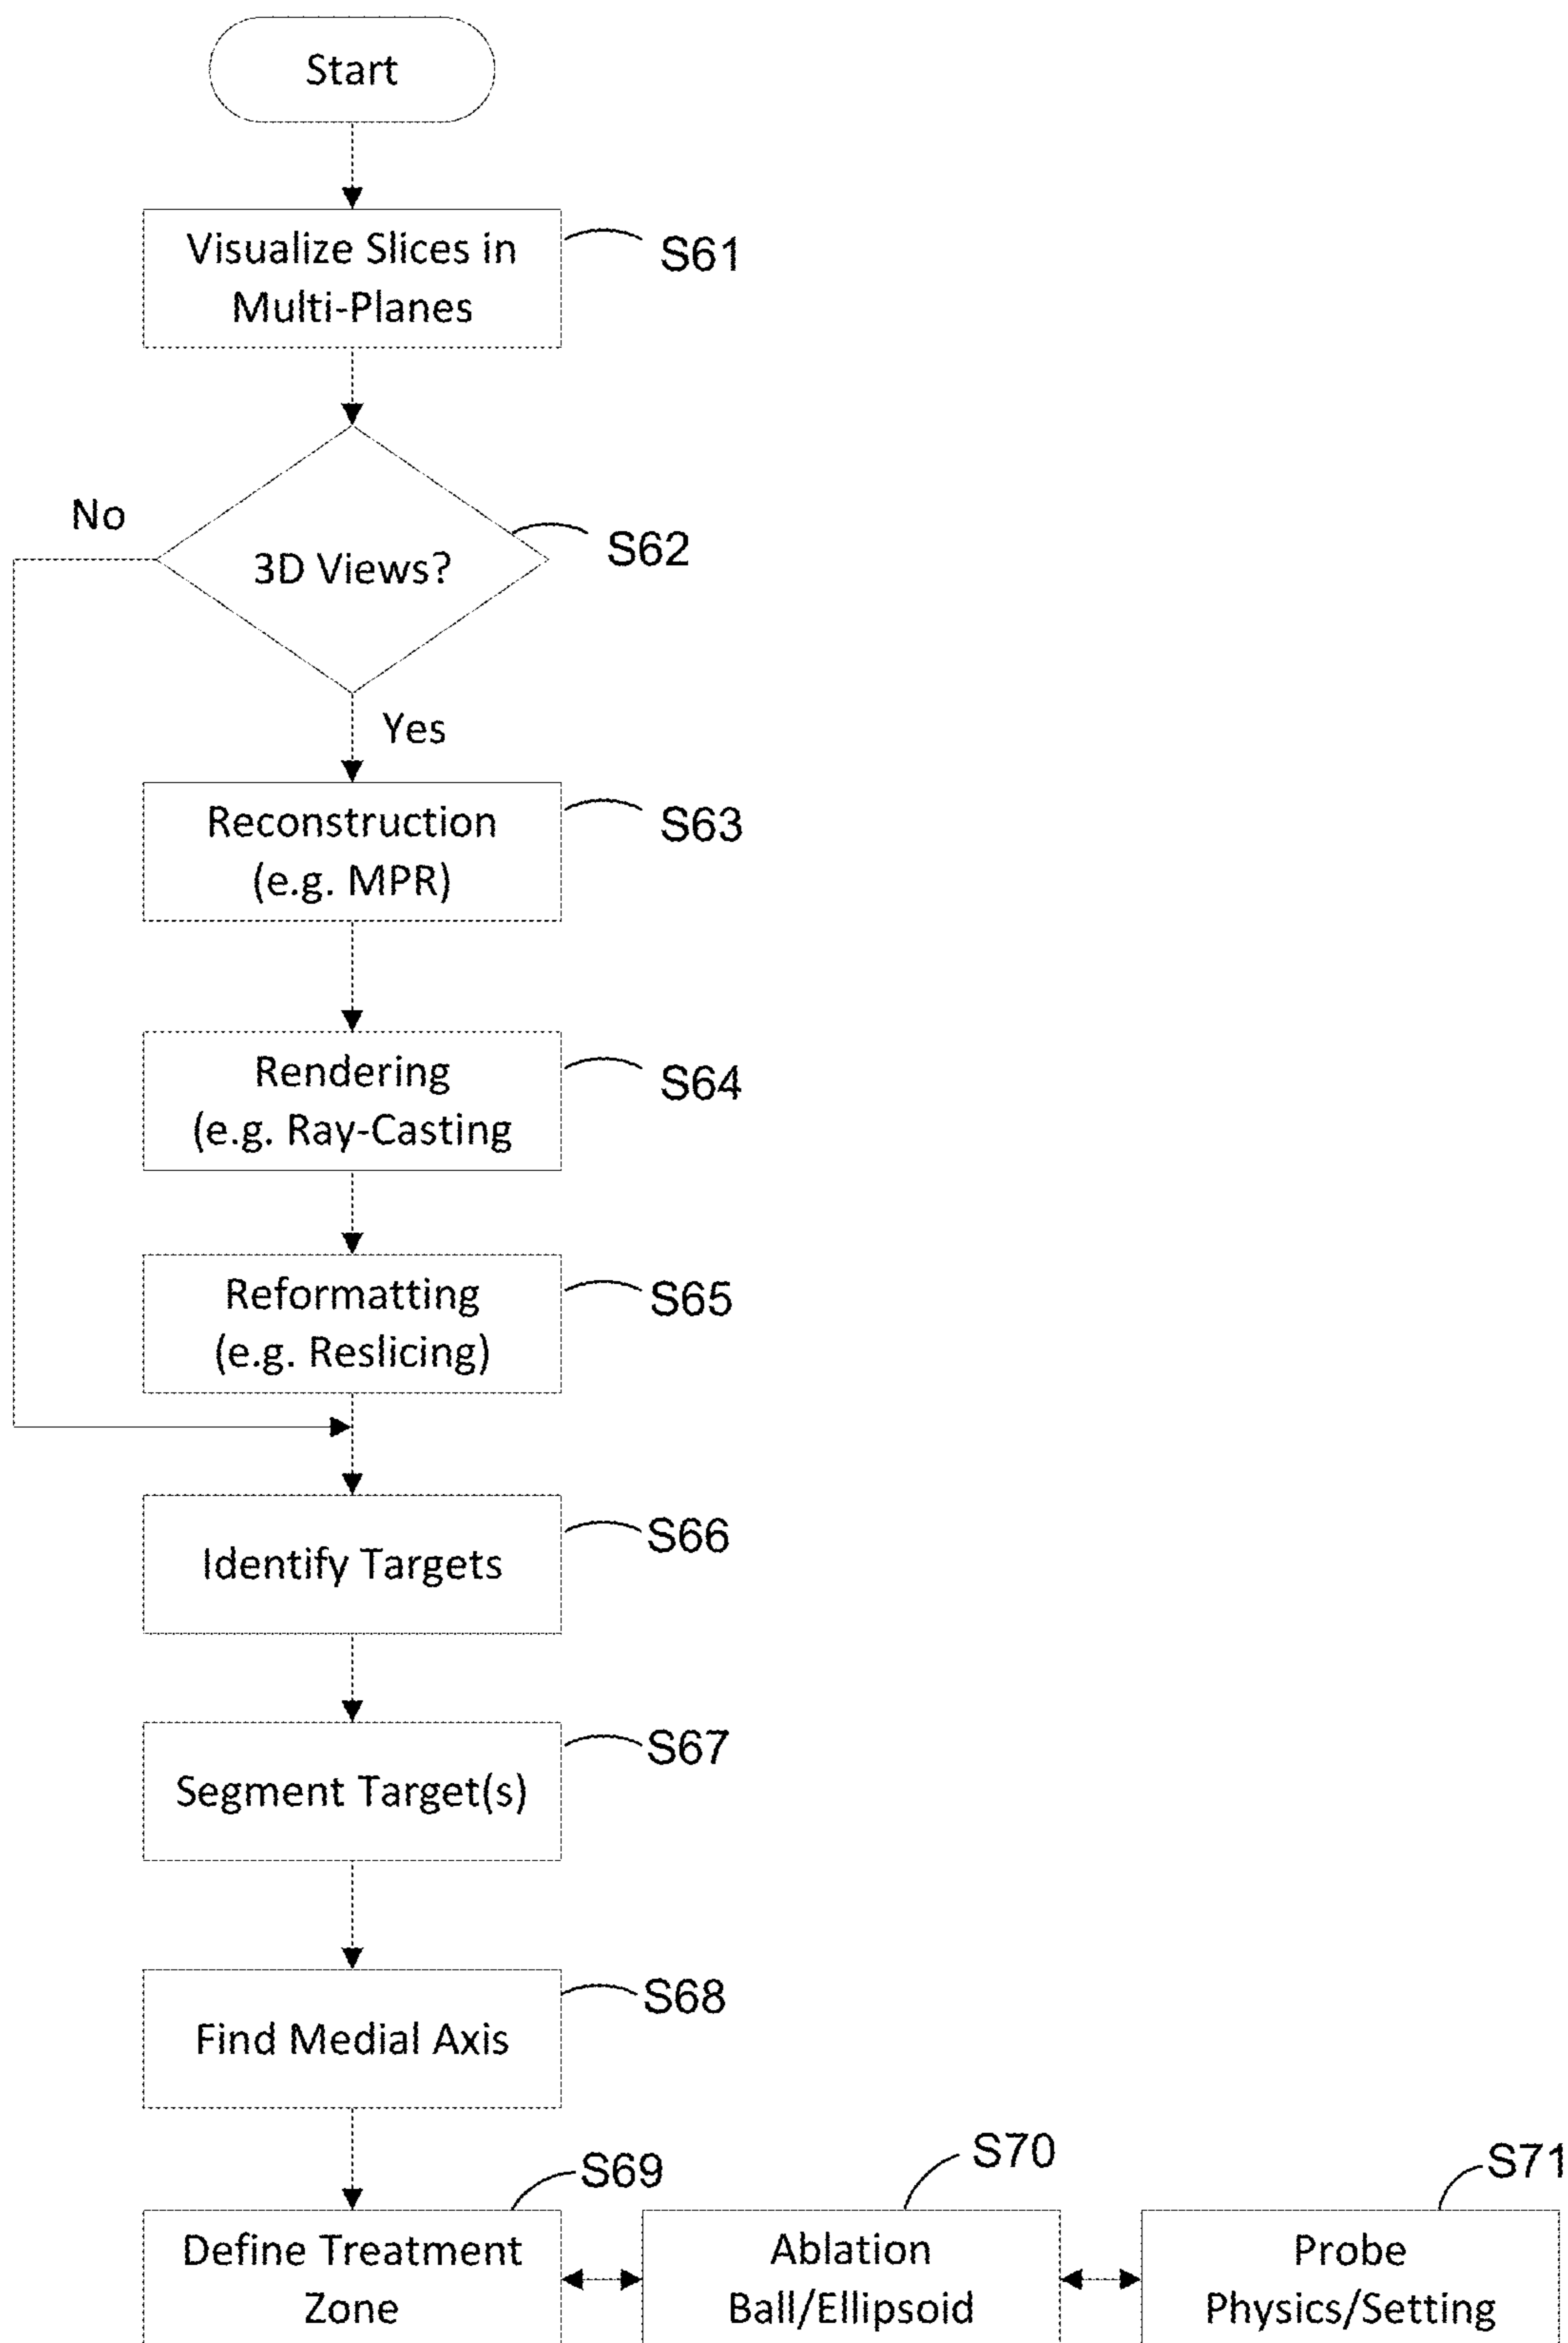 Start
Visualize Slices in
Multi-Planes
S61
No
3D Views?
S62
Yes
Reconstruction
(e.g. MPR)
S63
Rendering
(e.g. Ray-Casting
S64
Reformatting
(e.g. Reslicing)
S65
Identify Targets
S66
Segment Target(s)
S67
Find Medial Axis
S68
Define Treatment
Zone
S69
Ablation
Ball/Ellipsoid
S70
Probe
Physics/Setting
S71